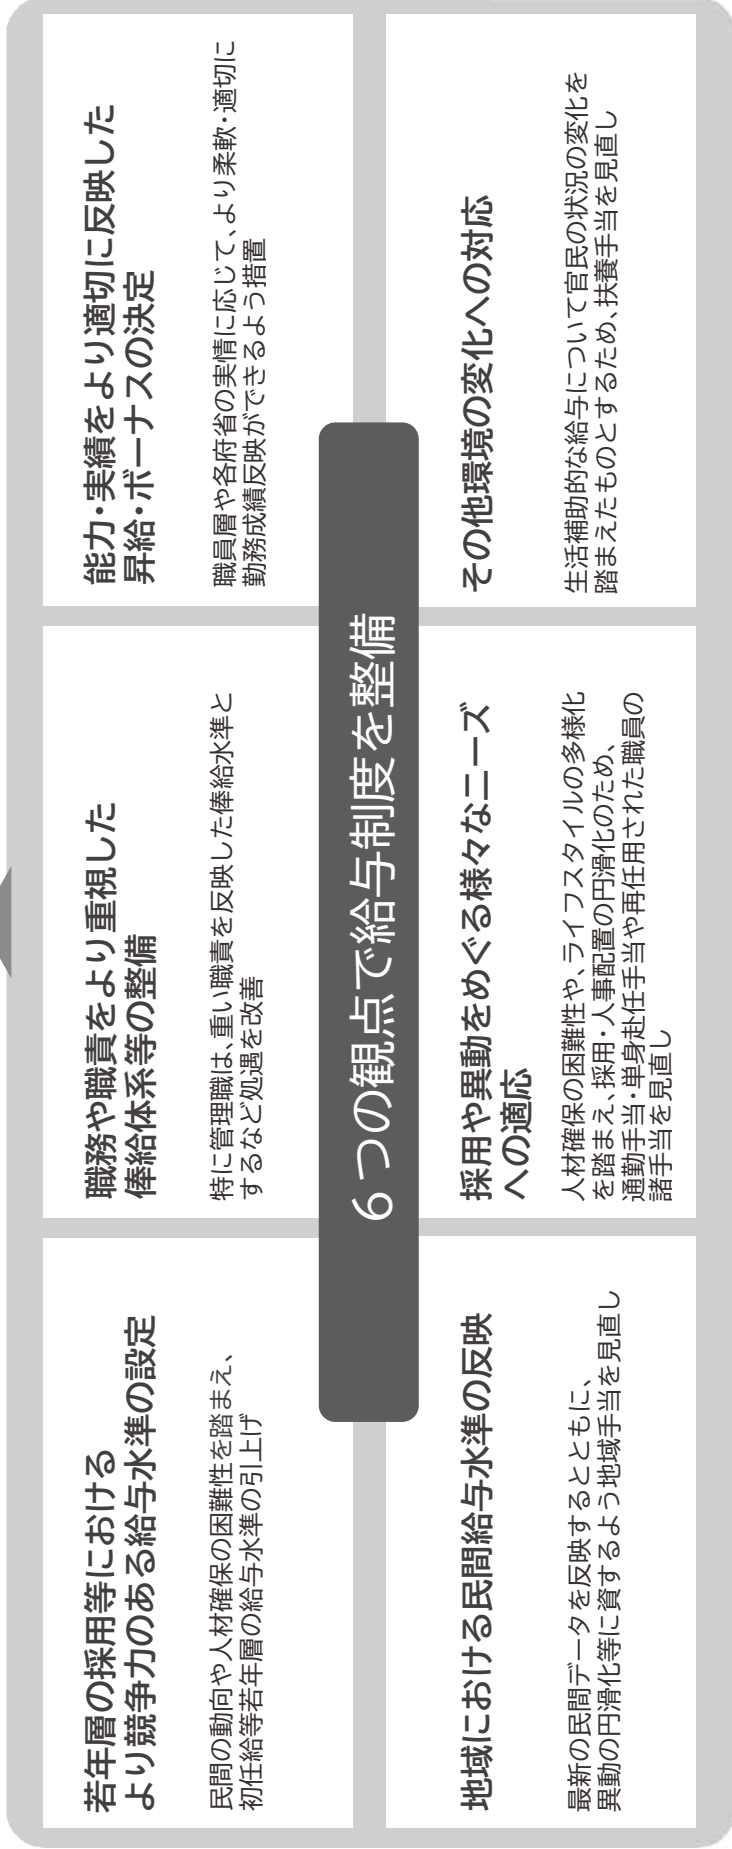 若年層の採用等における
より競争力のある給与水準の設定
民間の動向や人材確保の困難性を踏まえ、
初任給等若年層の給与水準の引上げ
職務や職責をより重視した
俸給体系等の整備
特に管理職は、重い職責を反映した俸給水準と
するなど処遇を改善
能力・実績をより適切に反映した
昇給・ボーナスの決定
職員層や各府省の実情に応じて、より柔軟・適切に
勤務成績反映ができるよう措置
6つの観点で給与制度を整備
地域における民間給与水準の反映
最新の民間データを反映するとともに、
異動の円滑化等に資するよう地域手当を見直し
採用や異動をめぐる様々なニーズ
への適応
人材確保の困難性や、ライフスタイルの多様化
を踏まえ、採用・人事配置の円滑化のため、
通勤手当・単身赴任手当や再任用された職員の
諸手当を見直し
その他環境の変化への対応
生活補助的な給与について官民の状況の変化を
踏まえたものとするため、扶養手当を見直し